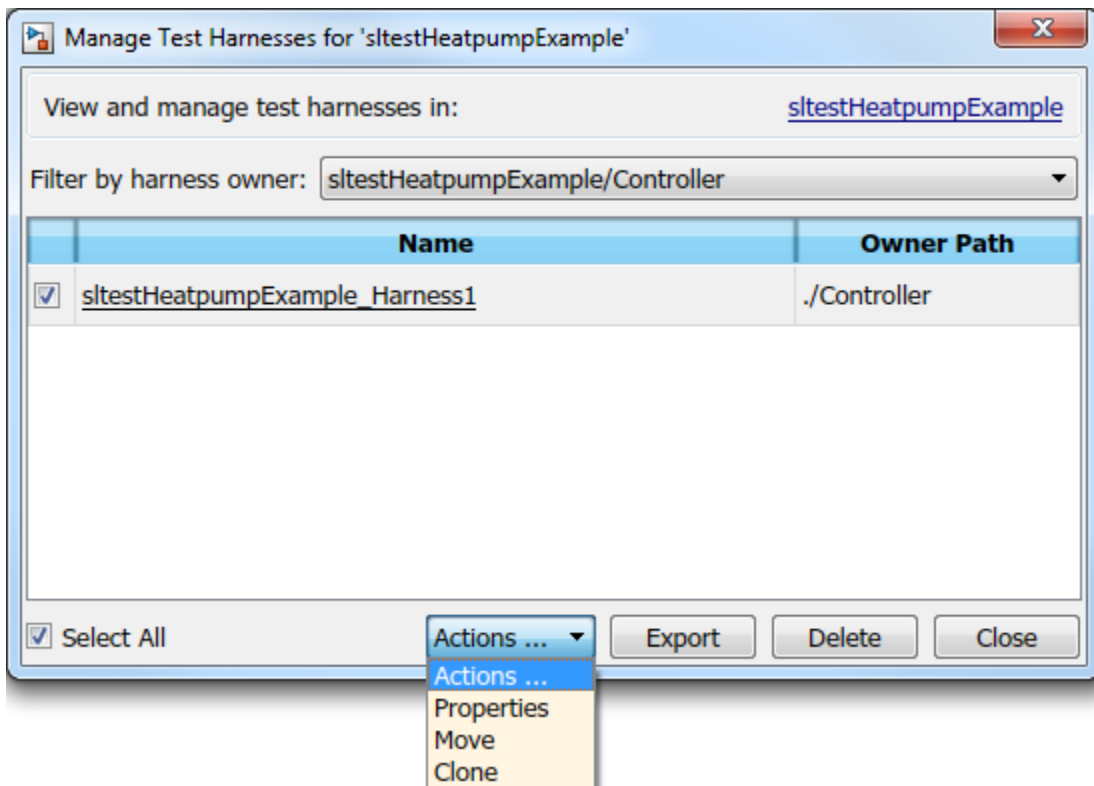 Manage Test Harnesses for 'sltestHeatpumpExample'
View and manage test harnesses in: sltestHeatpumpExample
Filter by harness owner: sltestHeatpumpExample/Controller
Name Owner Path
sltestHeatpumpExample_Harness1 ./Controller
Select All Actions ... Export Delete Close
Actions ...
Properties
Move
Clone